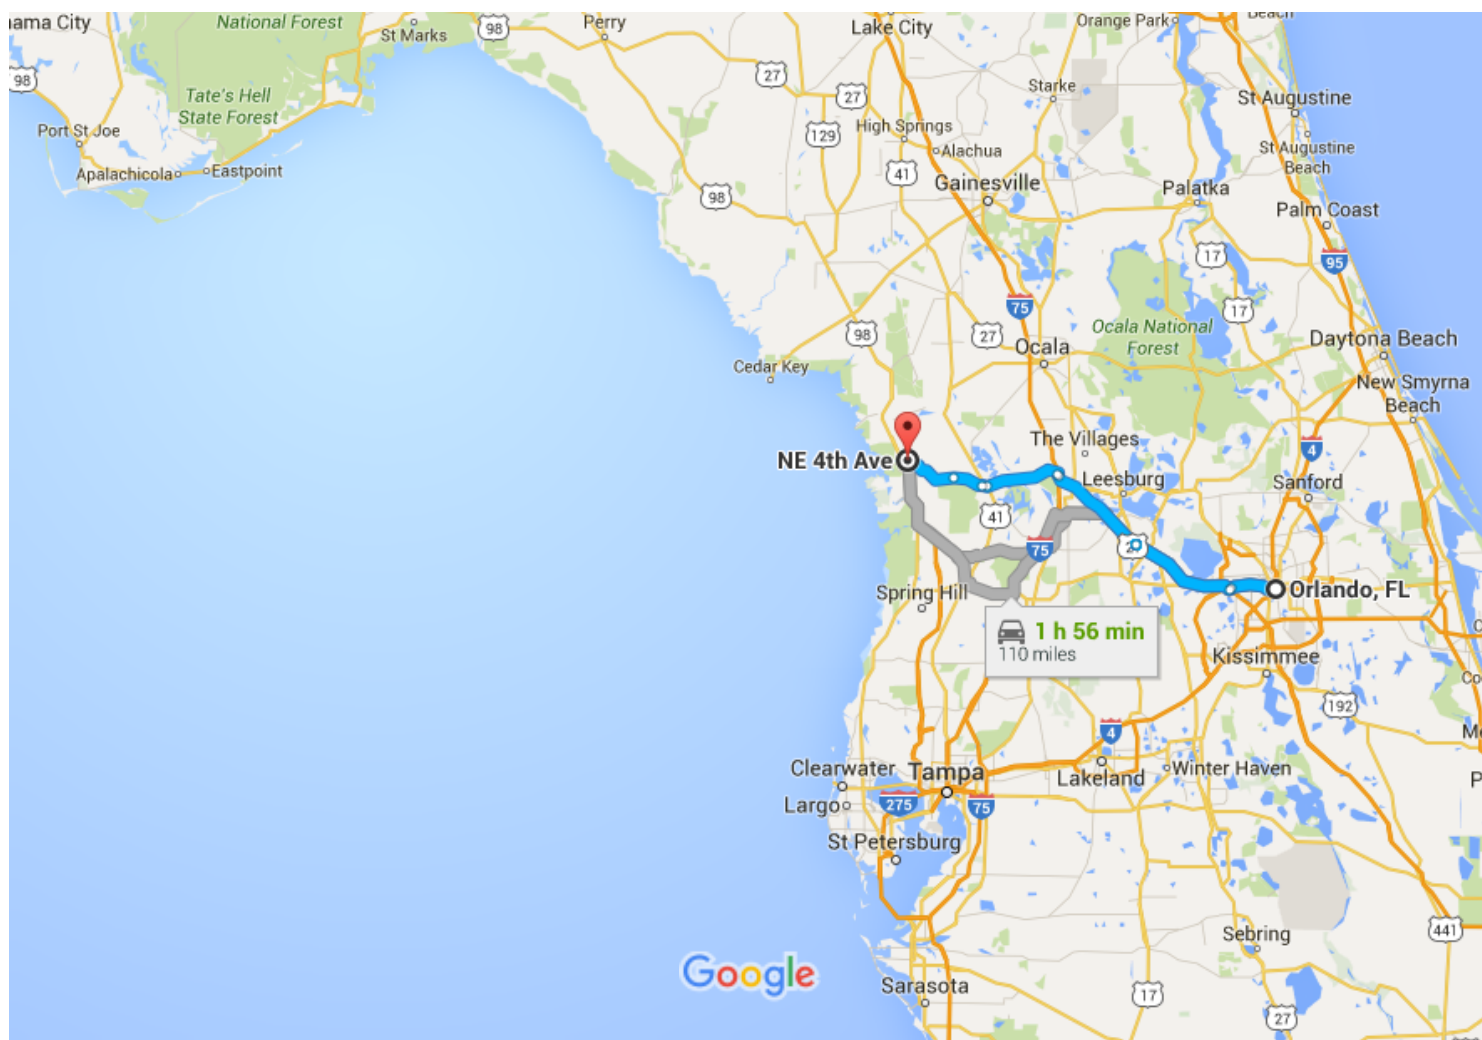 ama City
National Forest
St Marks
98
Perry
Lake City
Orange Park
Beach
98
27
27
Starke
Tate's Hell
State Forest
St Augustine
Port St Joe
129
High Springs
Alachua
St Augustine
Beach
Apalachicola
Eastpoint
41
Gainesville
98
Palatka
Palm Coast
17
95
75
17
98
27
Ocala
Ocala National
Forest
Daytona Beach
Cedar Key
New Smyrna
Beach
The Villages
4
NE 4th Ave
Leesburg
Sanford
41
75
Spring Hill
Orlando, FL
1 h 56 min
110 miles
Kissimmee
192
4
Clearwater
Tampa
Lakeland
Winter Haven
Largo
275
75
St Petersburg
441
Sebring
Google
Sarasota
17
27